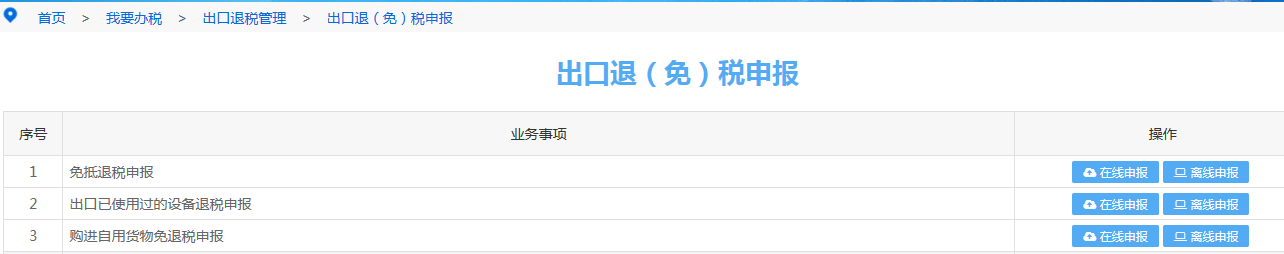 首页 > 我要办税 > 出口退税管理 > 出口退（免）税申报
出口退（免）税申报
序号 业务事项 操作
1 免抵退税申报 在线申报 离线申报
2 出口已使用过的设备退税申报 在线申报 离线申报
3 购进自用货物免退税申报 在线申报 离线申报